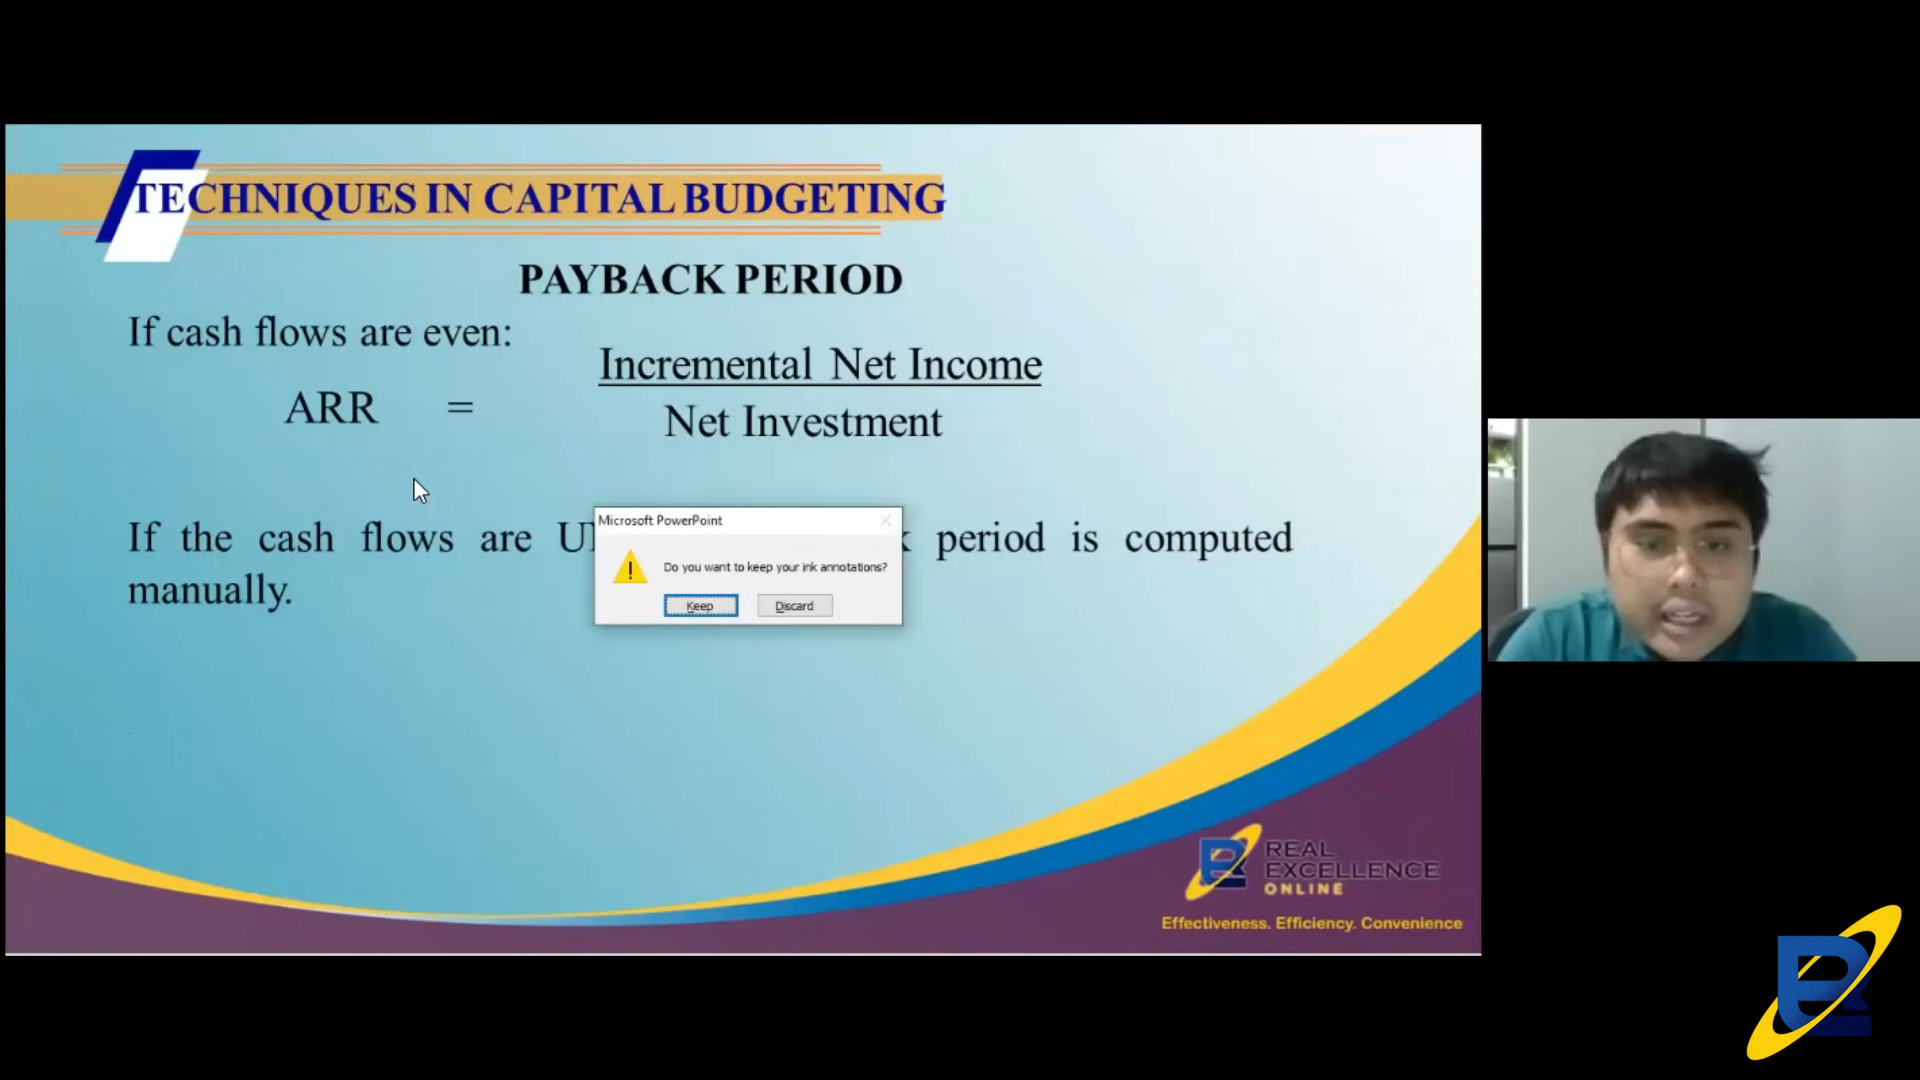 TECHNIQUES IN CAPITAL BUDGETING
PAYBACK PERIOD
If cash flows are even:
Incremental Net Income
ARR =
Net Investment
If the cash flows are period is computed
manually.
Microsoft PowerPoint
Do you want to keep your ink annotations?
Keep Discard
REAL
EXCELLENCE
ONLINE
Effectiveness. Efficiency. Convenience